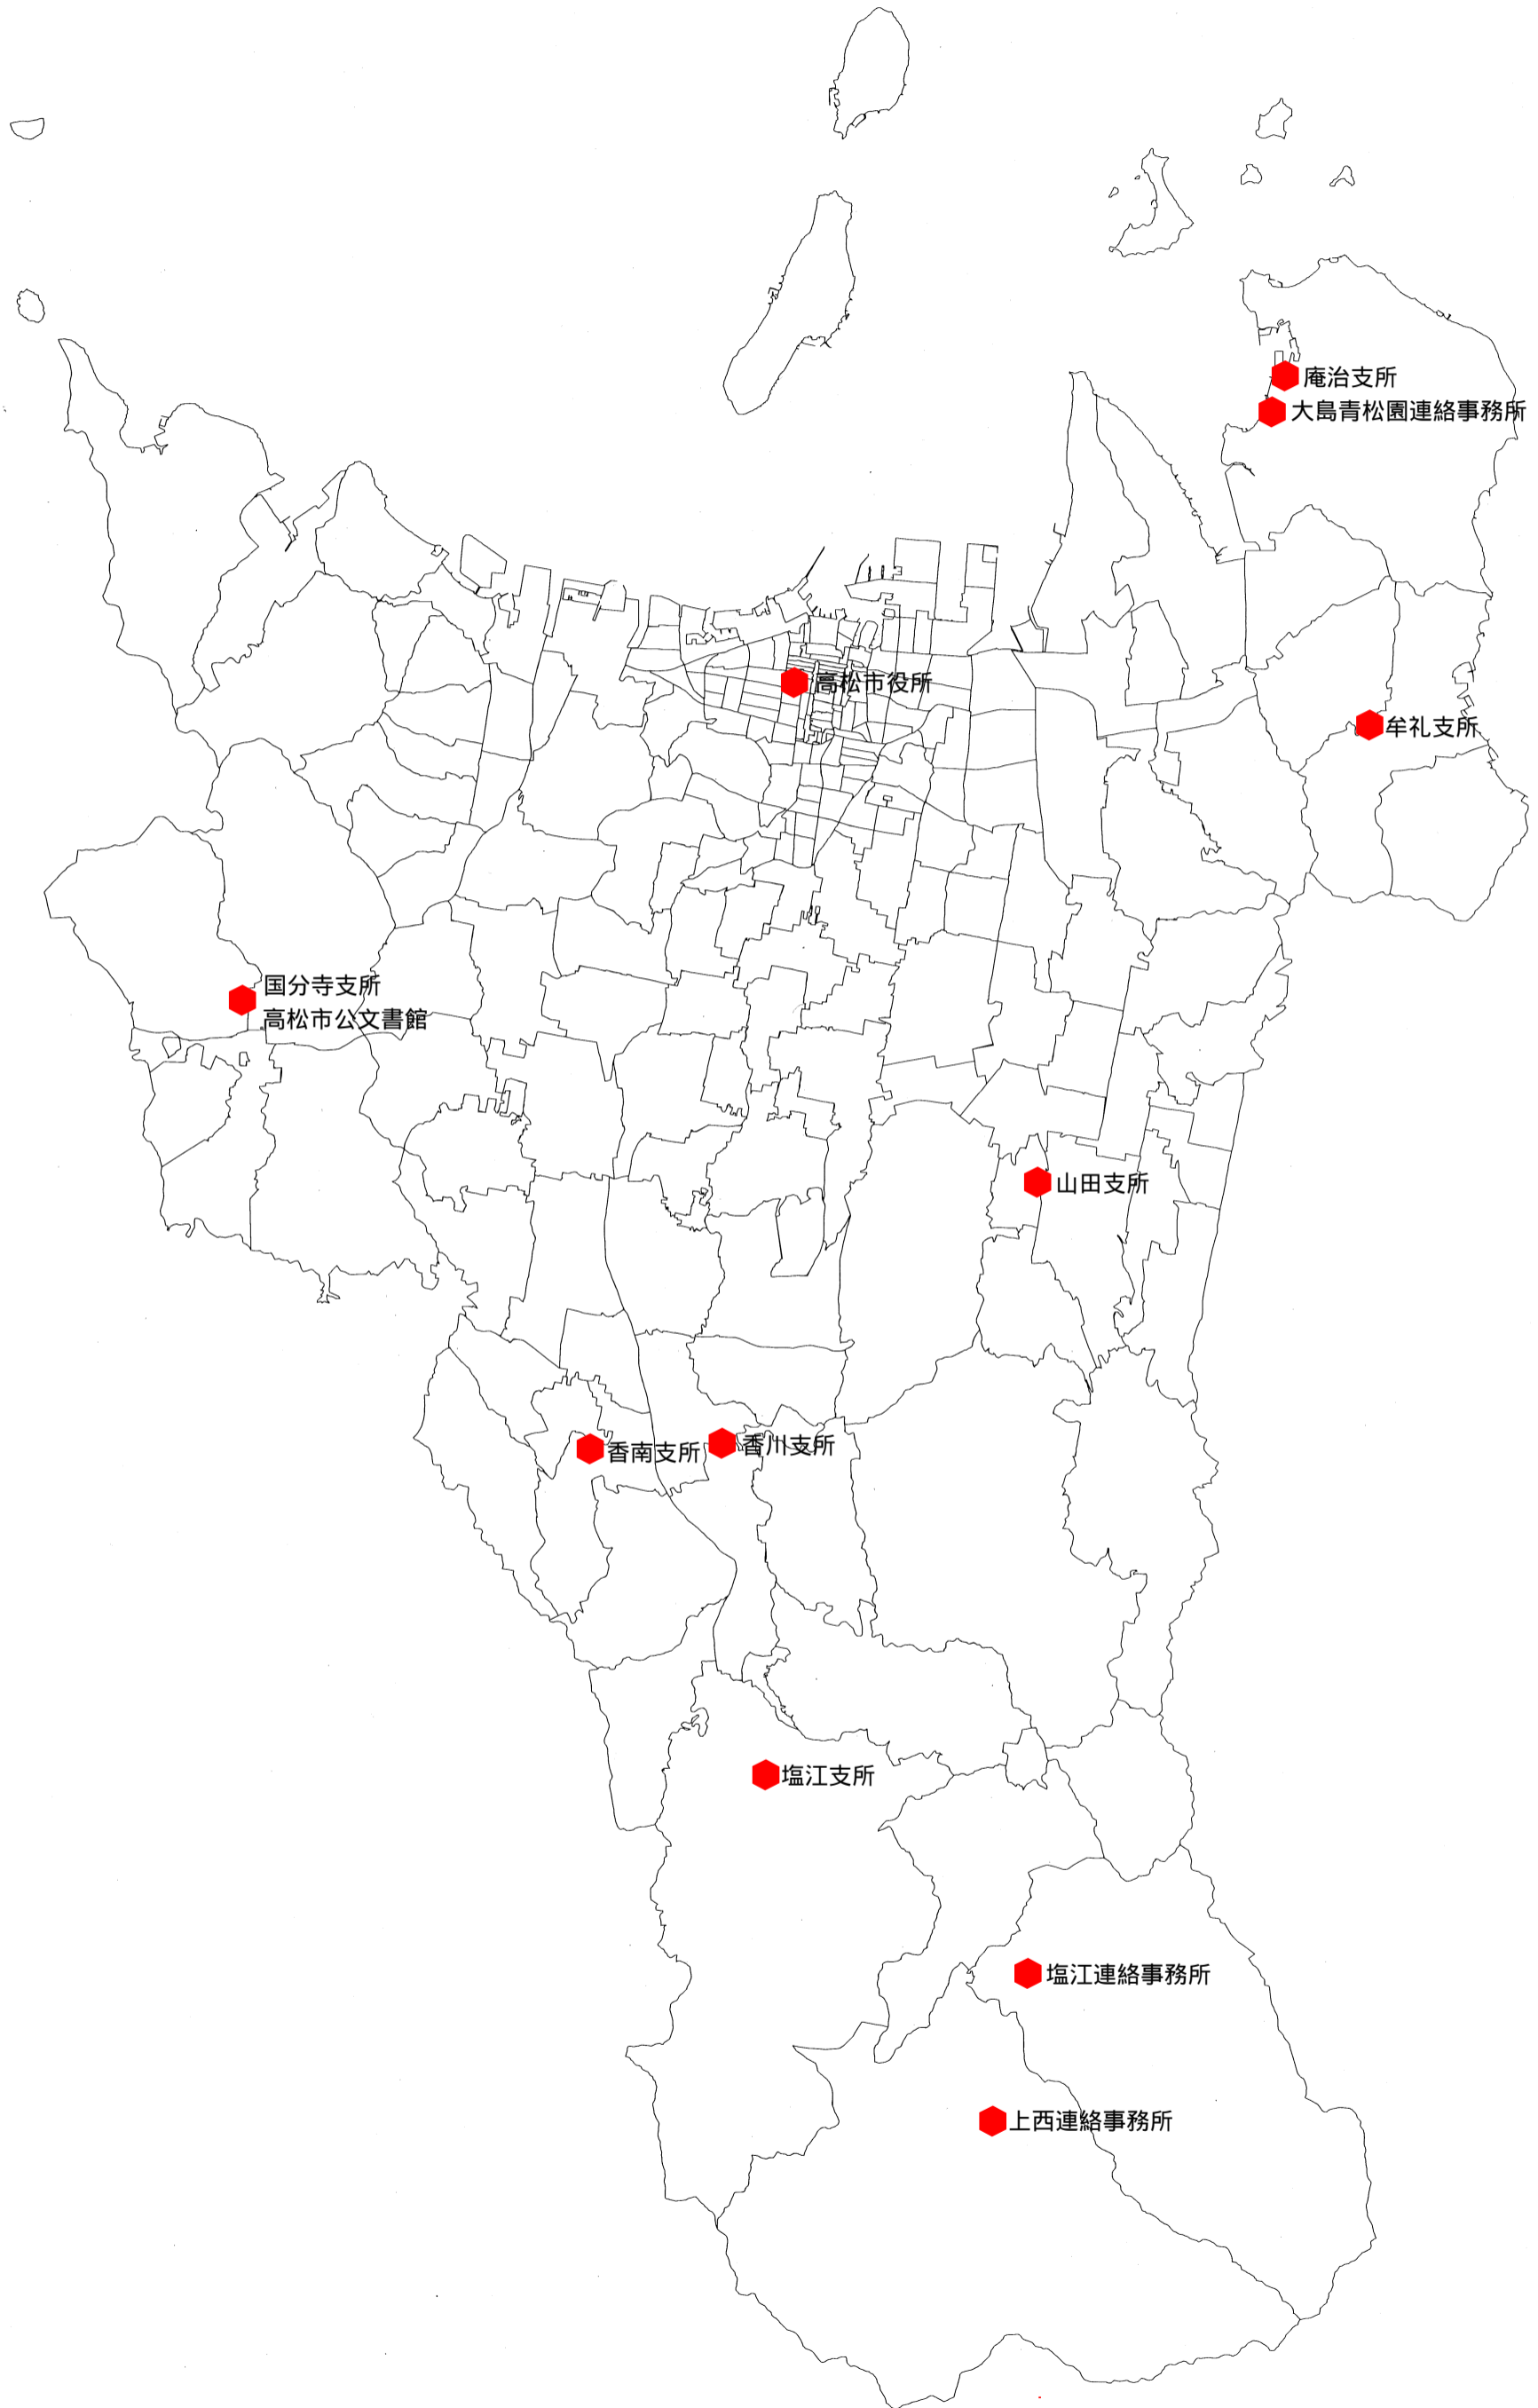 庵治支所
大島青松園連絡事務所
高松市役所
牟礼支所
国分寺支所
高松市公文書館
山田支所
香南支所
香川支所
塩江支所
塩江連絡事務所
上西連絡事務所